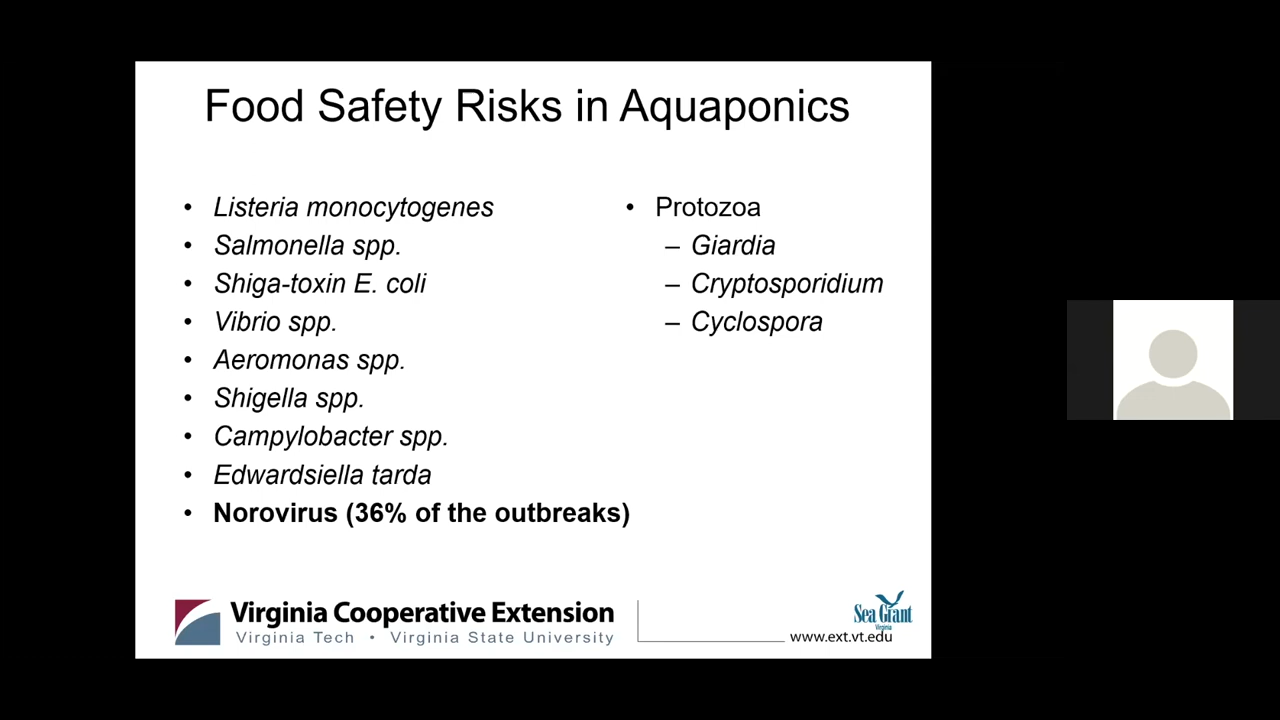 Food Safety Risks in Aquaponics
• Listeria monocytogenes
• Salmonella spp.
• Shiga-toxin E. coli
• Vibrio spp.
• Aeromonas spp.
• Shigella spp.
• Campylobacter spp.
• Edwardsiella tarda
• Norovirus (36% of the outbreaks)
• Protozoa
– Giardia
– Cryptosporidium
– Cyclospora
Virginia Cooperative Extension
Virginia Tech • Virginia State University
Sea Grant
Virginia
www.ext.vt.edu